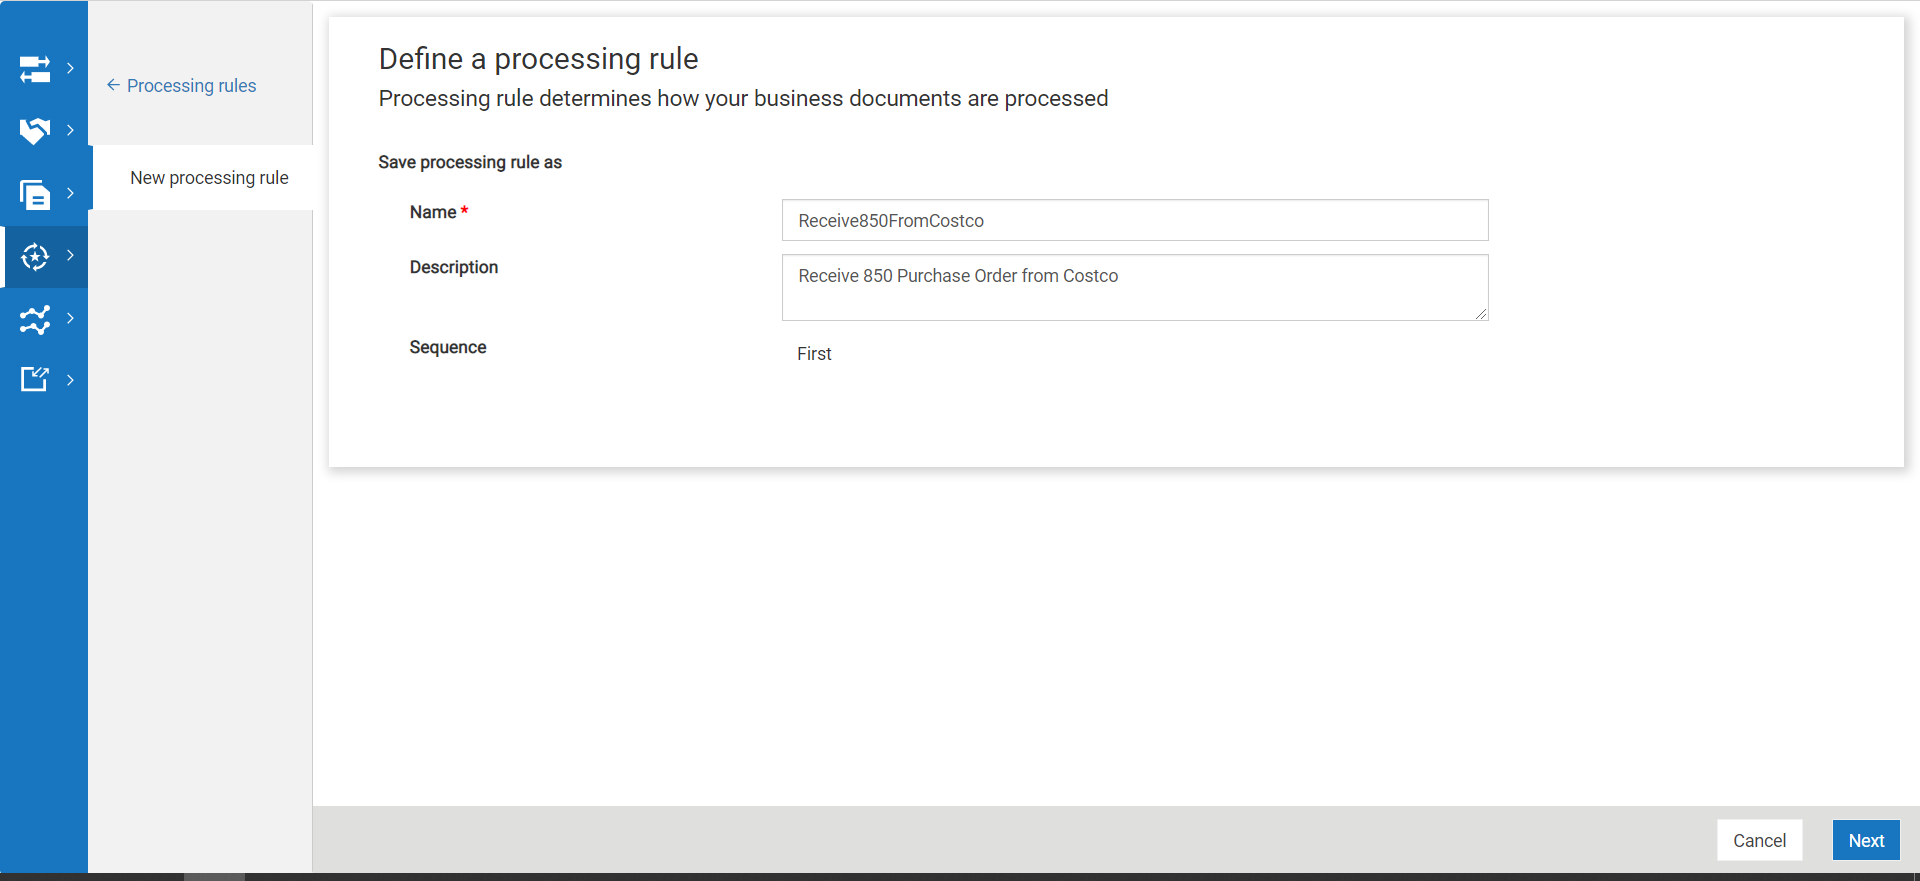 Processing rules
New processing rule
Define a processing rule
Processing rule determines how your business documents are processed
Save processing rule as
Name *
Receive850FromCostco
Description
Receive 850 Purchase Order from Costco
Sequence
First
Cancel
Next